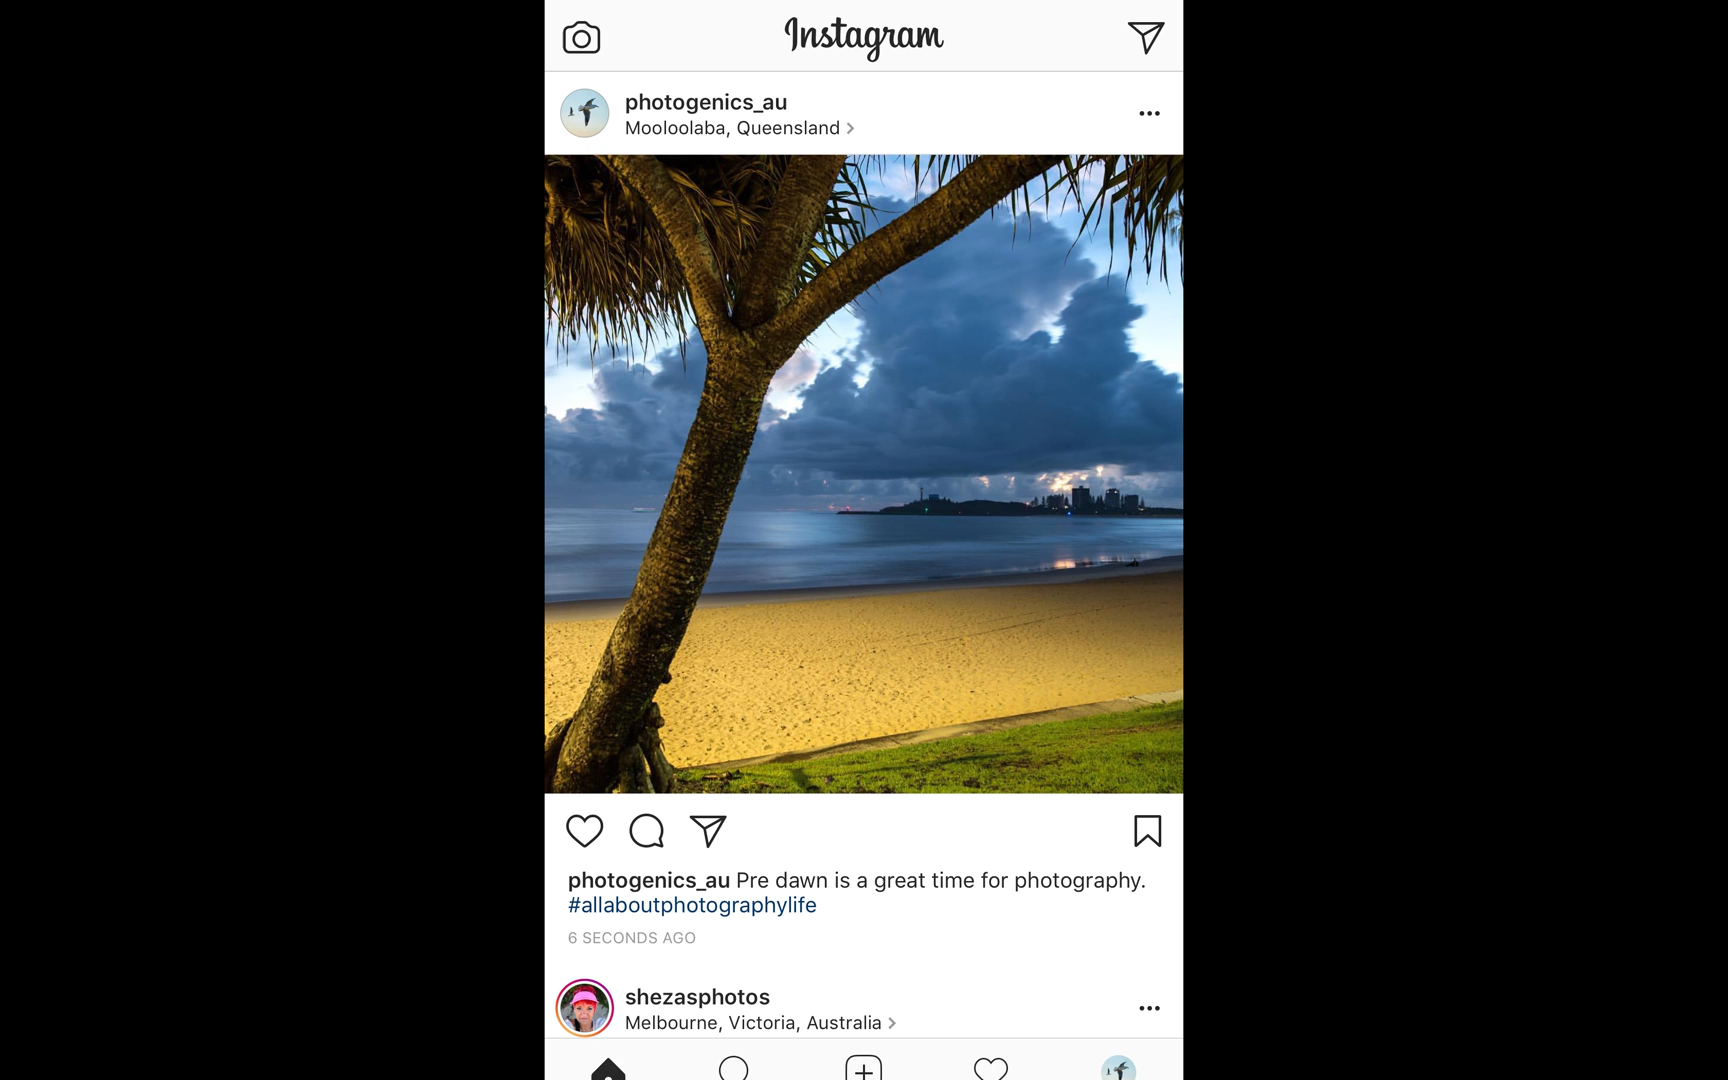 Instagram
photogenics_au
Mooloolaba, Queensland >
photogenics_au Pre dawn is a great time for photography.
#allaboutphotographylife
6 SECONDS AGO
shezasphotos
Melbourne, Victoria, Australia >